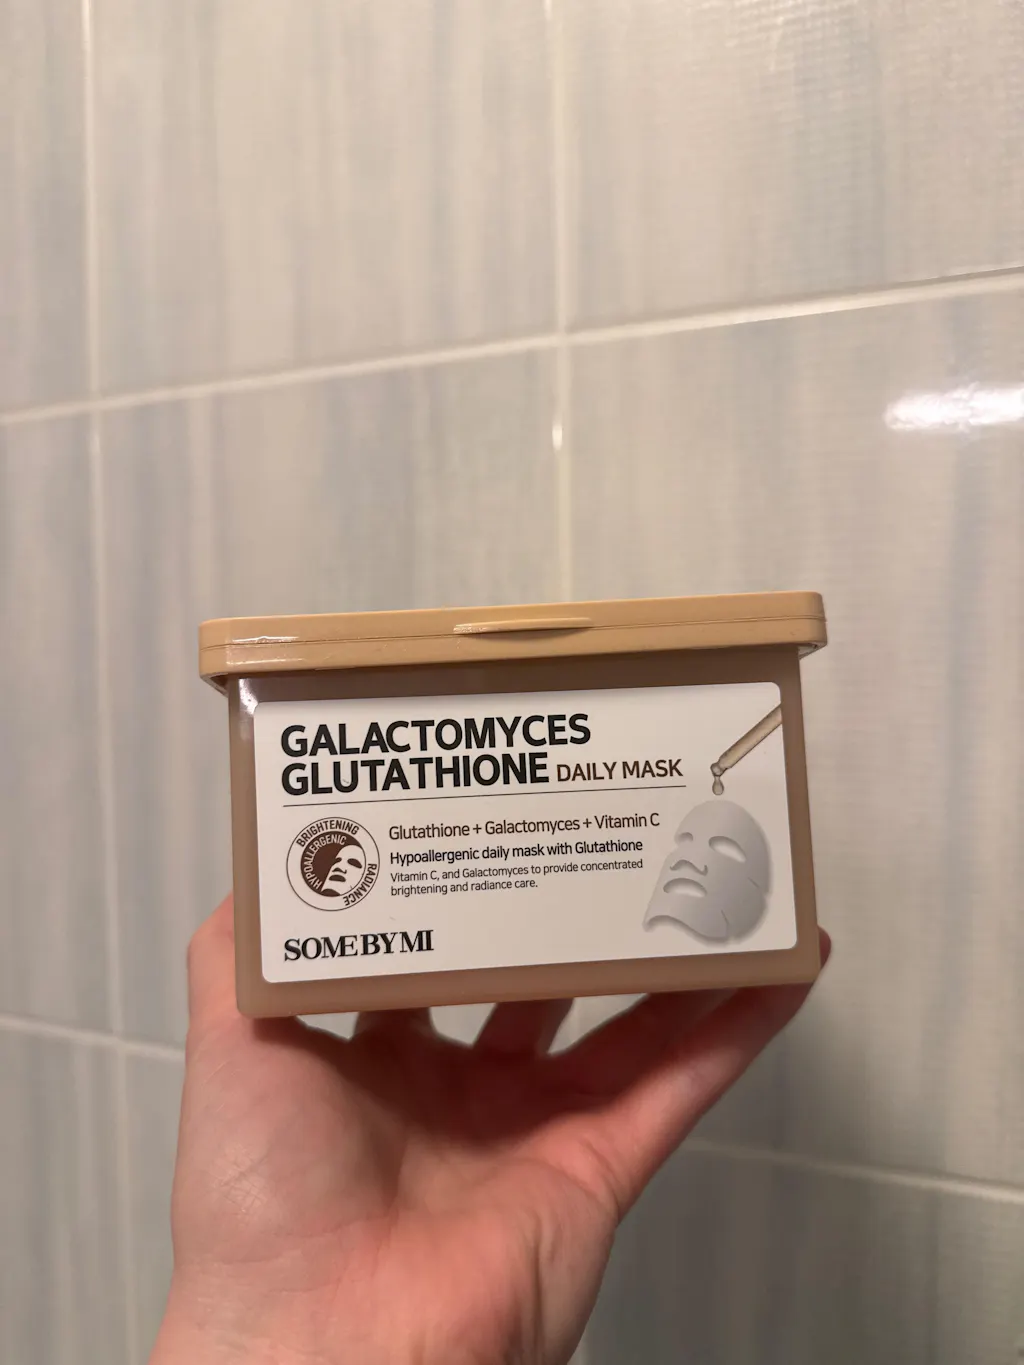 GALACTOMYCES
GLUTATHIONE DAILY MASK
BRIGHTENING
HYPOALLERGENIC
RADIANCE
Glutathione + Galactomyces + Vitamin C
Hypoallergenic daily mask with Glutathione
Vitamin C, and Galactomyces to provide concentrated
brightening and radiance care.
SOME BY MI